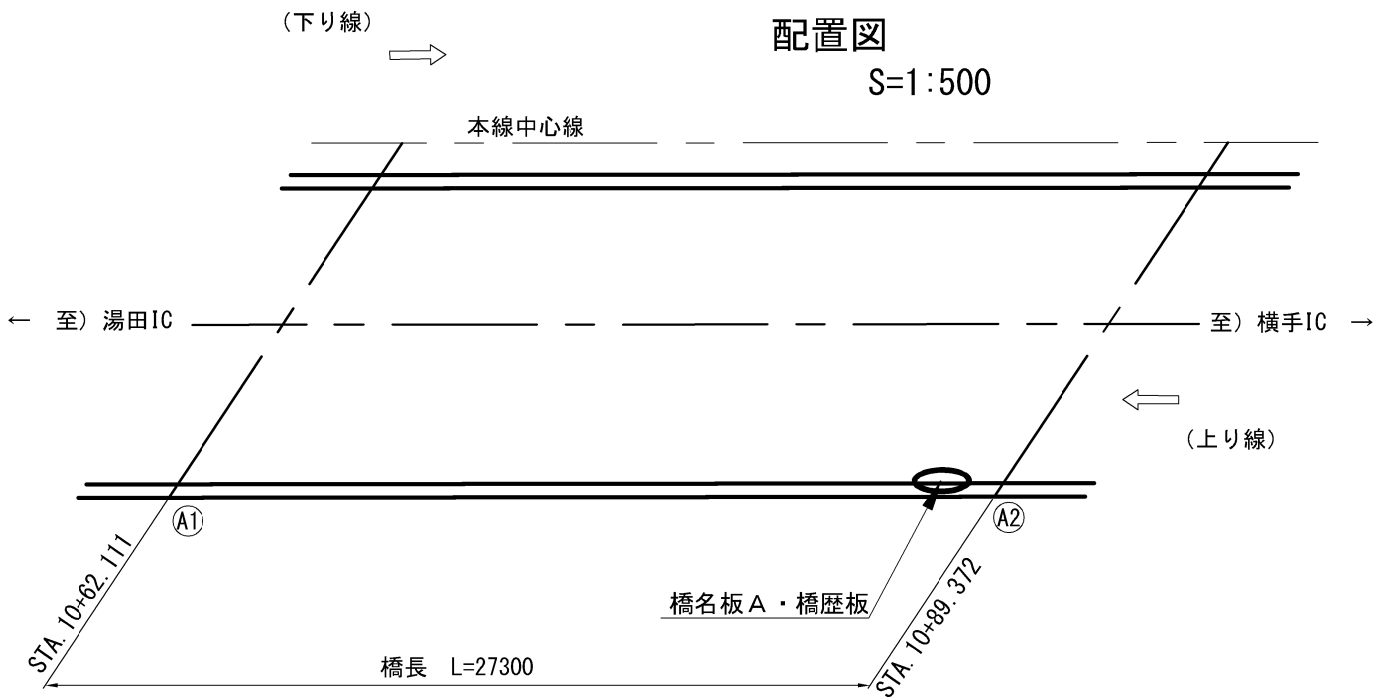 (下り線)
配置図
S=1:500
本線中心線
← 至) 湯田IC
至) 横手IC →
(上り線)
A1
A2
STA. 10+62. 111
STA. 10+89. 372
橋名板A・橋歴板
橋長 L=27300